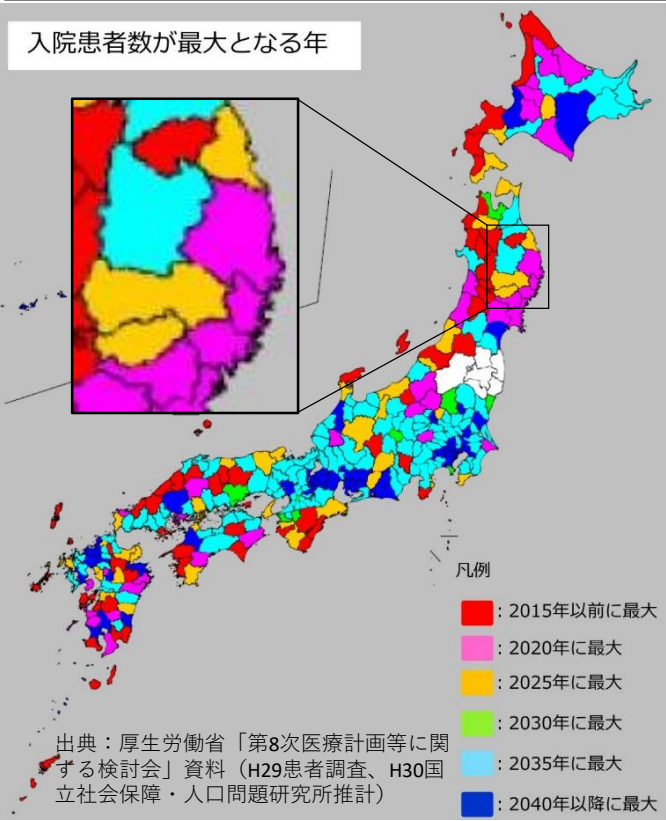 入院患者数が最大となる年
凡例
：2015年以前に最大
：2020年に最大
：2025年に最大
：2030年に最大
：2035年に最大
：2040年以降に最大
出典：厚生労働省「第8次医療計画等に関
する検討会」資料（H29患者調査、H30国
立社会保障・人口問題研究所推計）